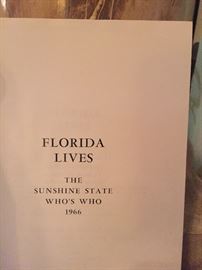 FLORIDA
LIVES
THE
SUNSHINE STATE
WHO'S WHO
1966